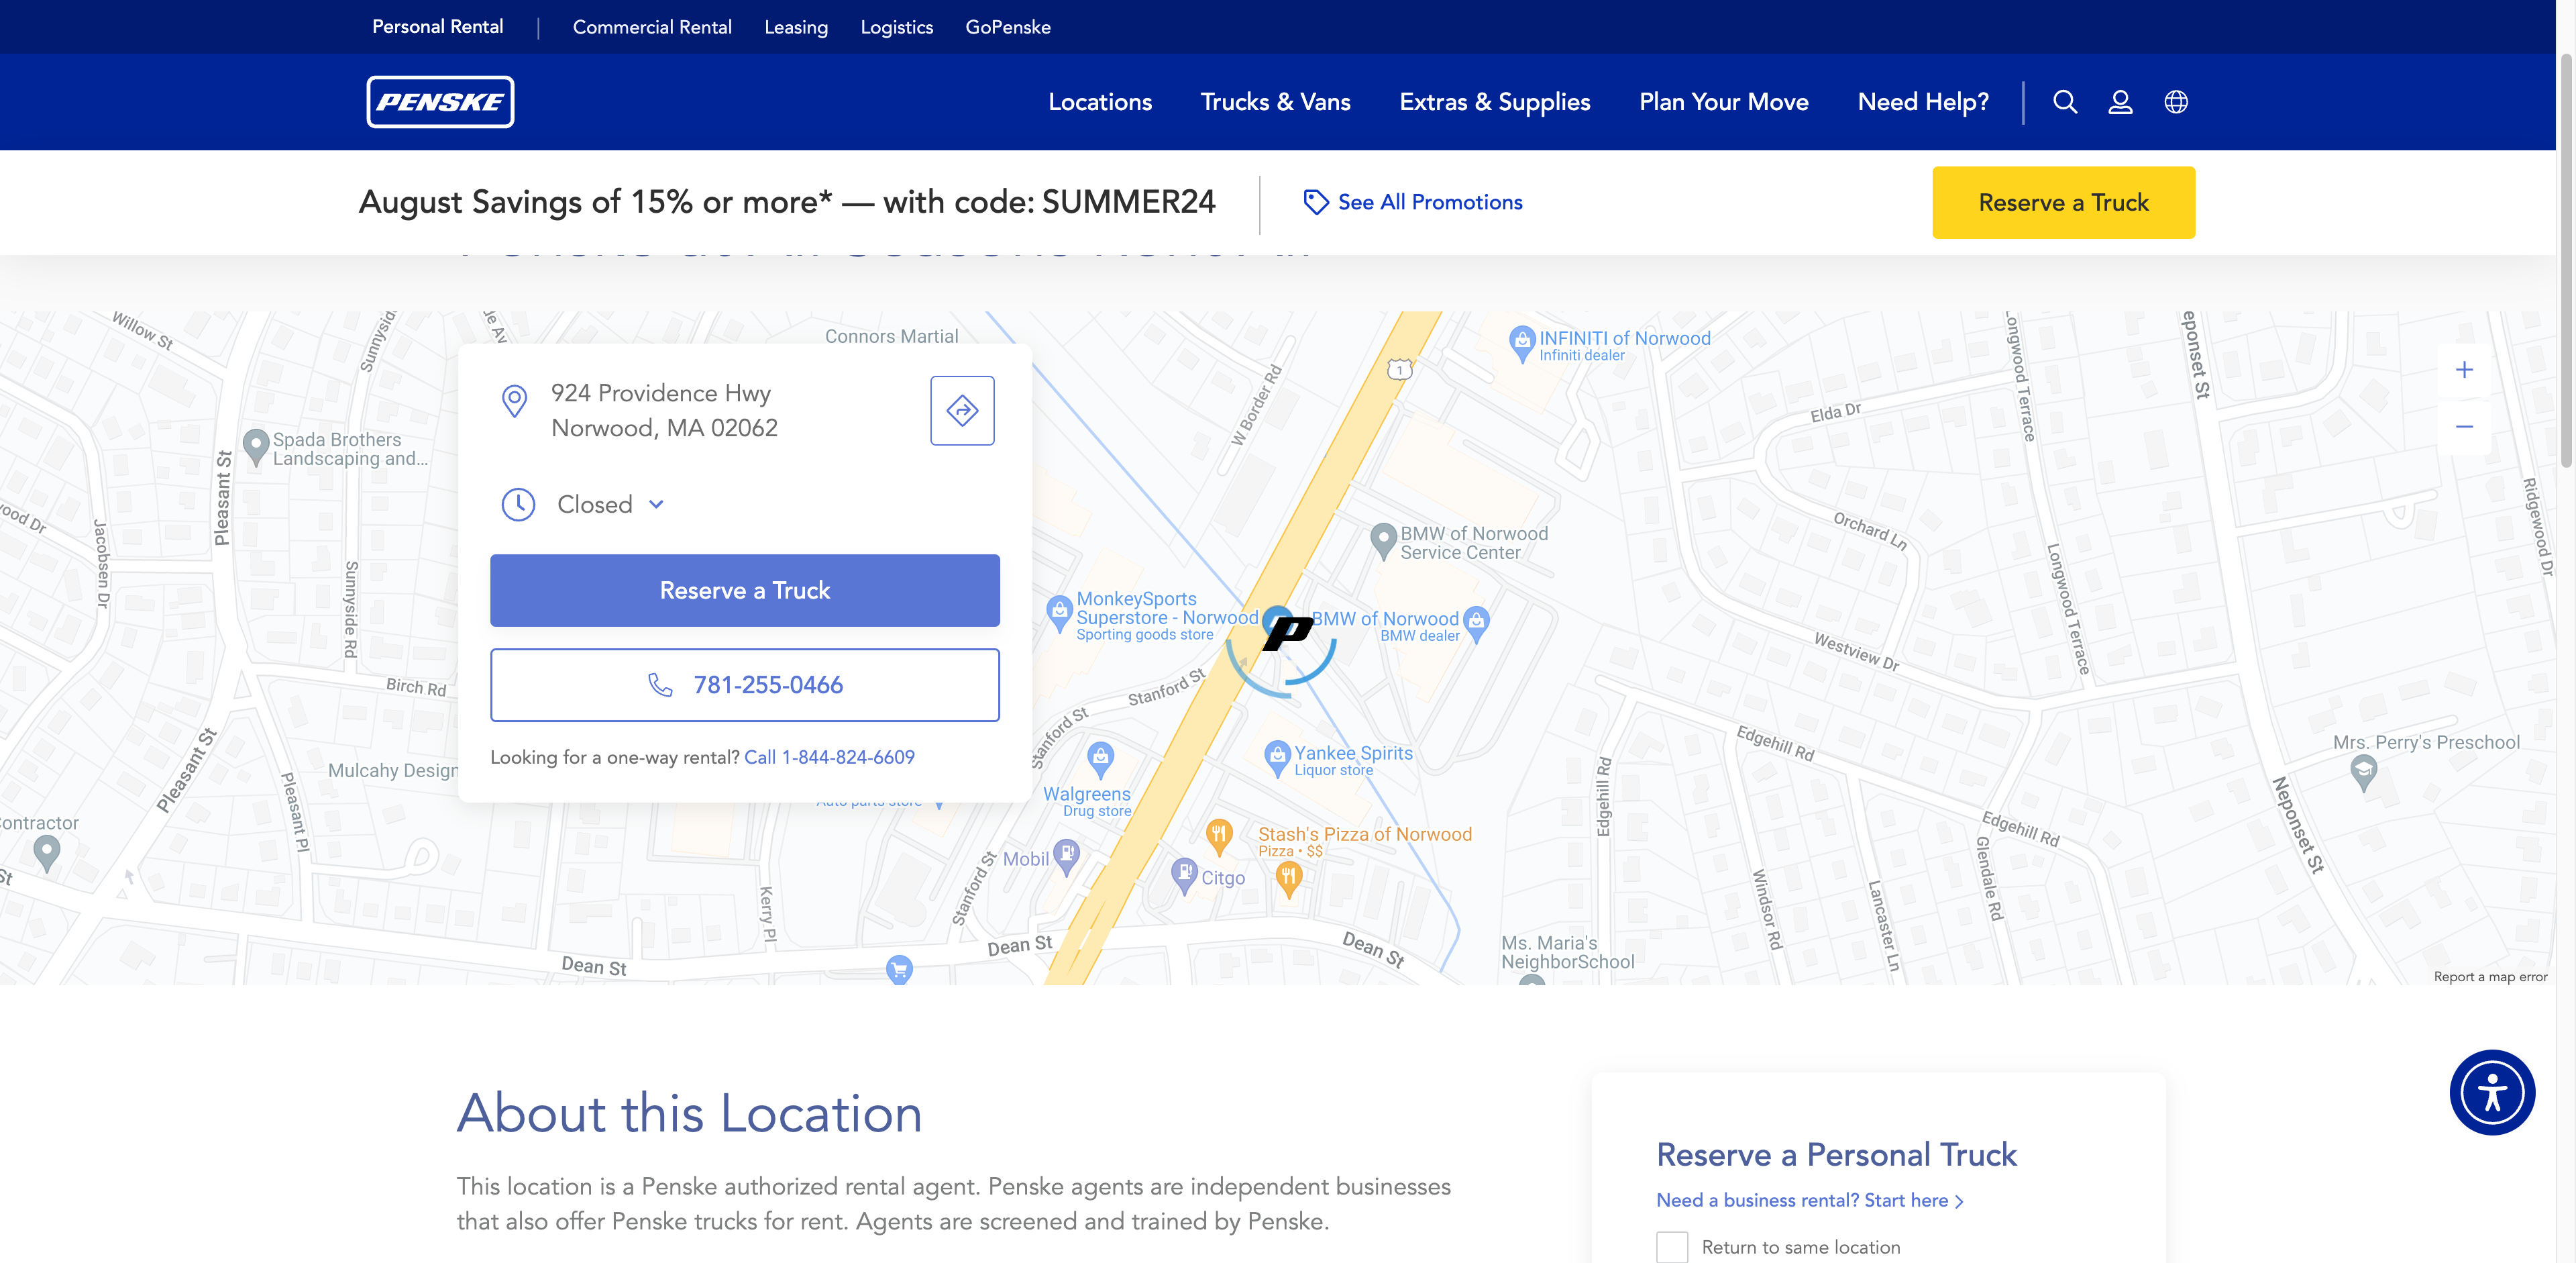 Personal Rental
Commercial Rental
Leasing
Logistics
GoPenske
PENSKE
Locations
Trucks & Vans
Extras & Supplies
Plan Your Move
Need Help?
August Savings of 15% or more* — with code: SUMMER24
See All Promotions
Reserve a Truck
924 Providence Hwy
Norwood, MA 02062
Closed
Reserve a Truck
781-255-0466
Looking for a one-way rental? Call 1-844-824-6609
Willow St
Connors Martial
INFINITI of Norwood
Infiniti dealer
1
W Border Rd
Elda Dr
Longwood Terrace
eponset St
Spada Brothers
Landscaping and...
Pleasant St
Jacobsen Dr
Sunnyside Rd
Orchard Ln
Ridgewood Dr
BMW of Norwood
Service Center
Longwood Terrace
MonkeySports
Superstore - Norwood
Sporting goods store
BMW of Norwood
BMW dealer
Westview Dr
Birch Rd
Stanford St
Stanford St
Pleasant St
Mulcahy Design
Pleasant Pl
Auto parts store
Walgreens
Drug store
Yankee Spirits
Liquor store
Edgehill Rd
Edgehill Rd
Mrs. Perry's Preschool
ontractor
Stash's Pizza of Norwood
Pizza • $$
Mobil
Citgo
Edgehill Rd
Neponset St
Glendale Rd
Kerry Pl
Stanford St
Windsor Rd
Lancaster Ln
St
Dean St
Dean St
Dean St
Ms. Maria's
NeighborSchool
Report a map error
About this Location
This location is a Penske authorized rental agent. Penske agents are independent businesses
that also offer Penske trucks for rent. Agents are screened and trained by Penske.
Reserve a Personal Truck
Need a business rental? Start here
Return to same location